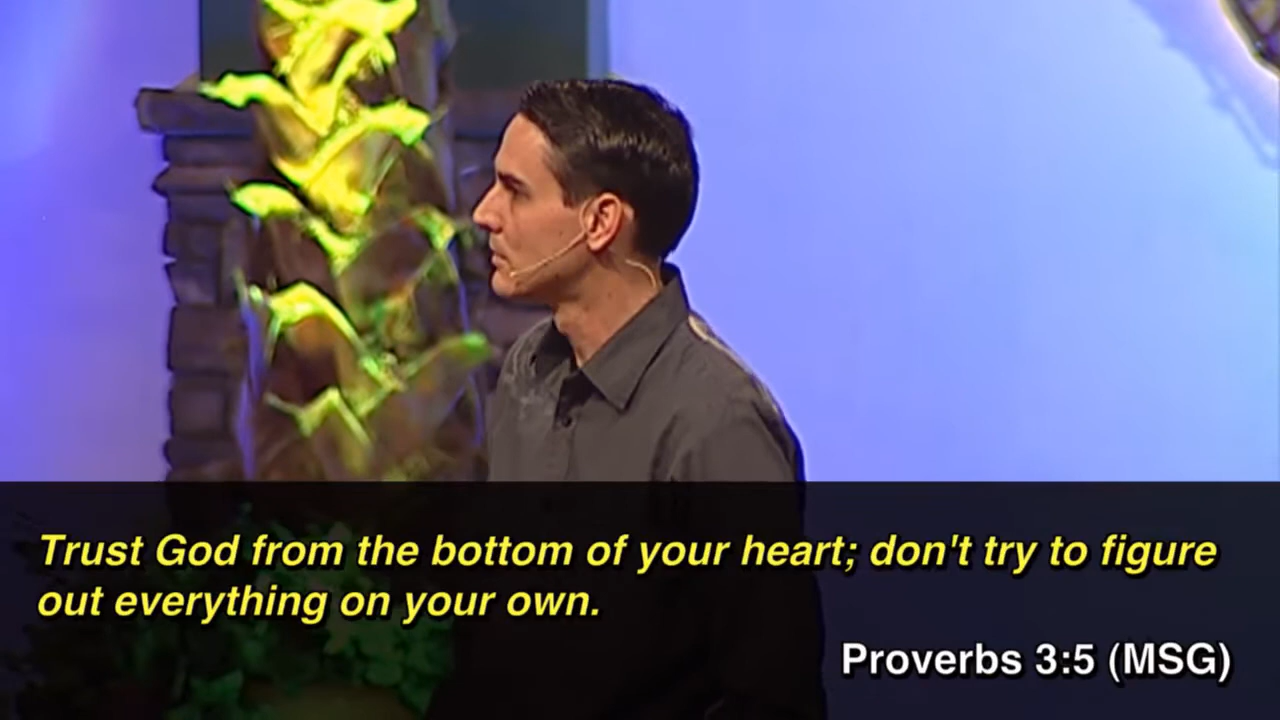 Trust God from the bottom of your heart; don't try to figure
out everything on your own.
Proverbs 3:5 (MSG)